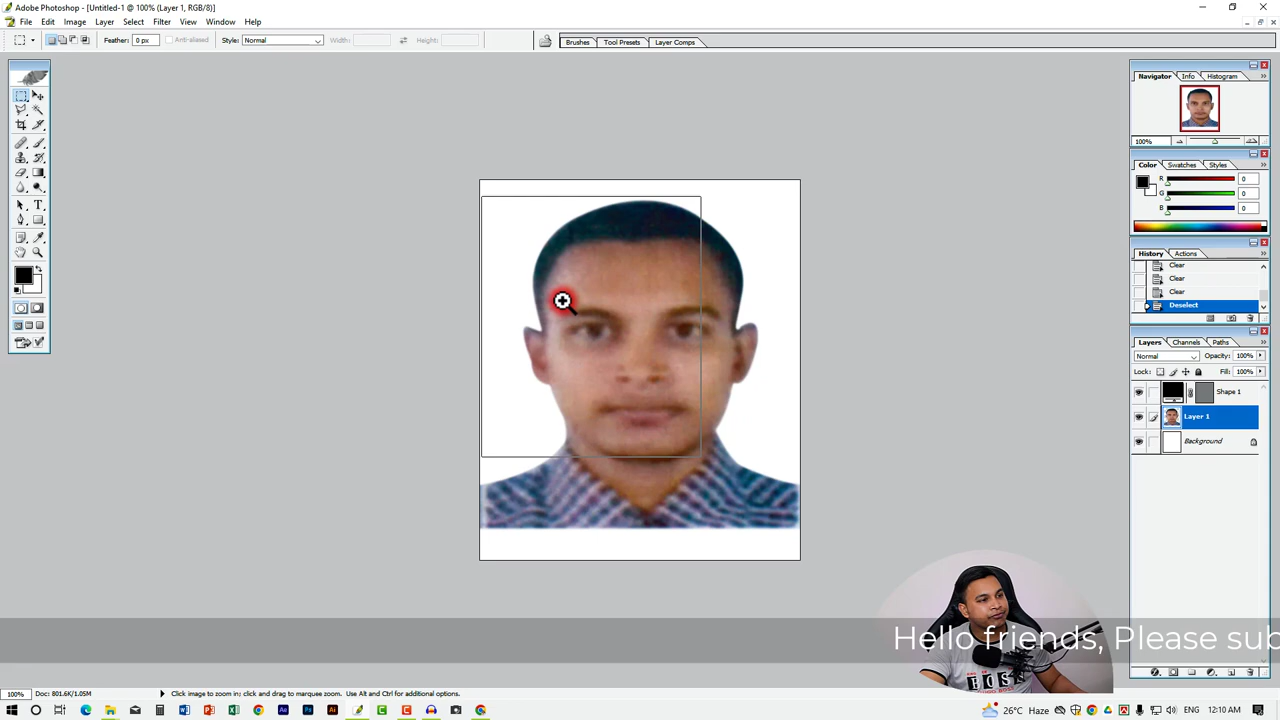 Adobe Photoshop - [Untitled-1 @ 100% (Layer 1, RGB/8)]
File Edit Image Layer Select Filter View Window Help
Feather: 0 px Anti-aliased Style: Normal Width: Height: Brushes Tool Presets Layer Comps
Navigator Info Histogram
100%
Color Swatches Styles
R 0
G 0
B 0
History Actions
Clear
Clear
Clear
Deselect
Layers Channels Paths
Normal Opacity: 100%
Lock: Fill: 100%
Shape 1
Layer 1
Background
Hello friends, Please sub
100% Doc: 801.6K/1.05M Click image to zoom in; click and drag to marquee zoom. Use Alt and Ctrl for additional options.
26°C Haze 12:10 AM